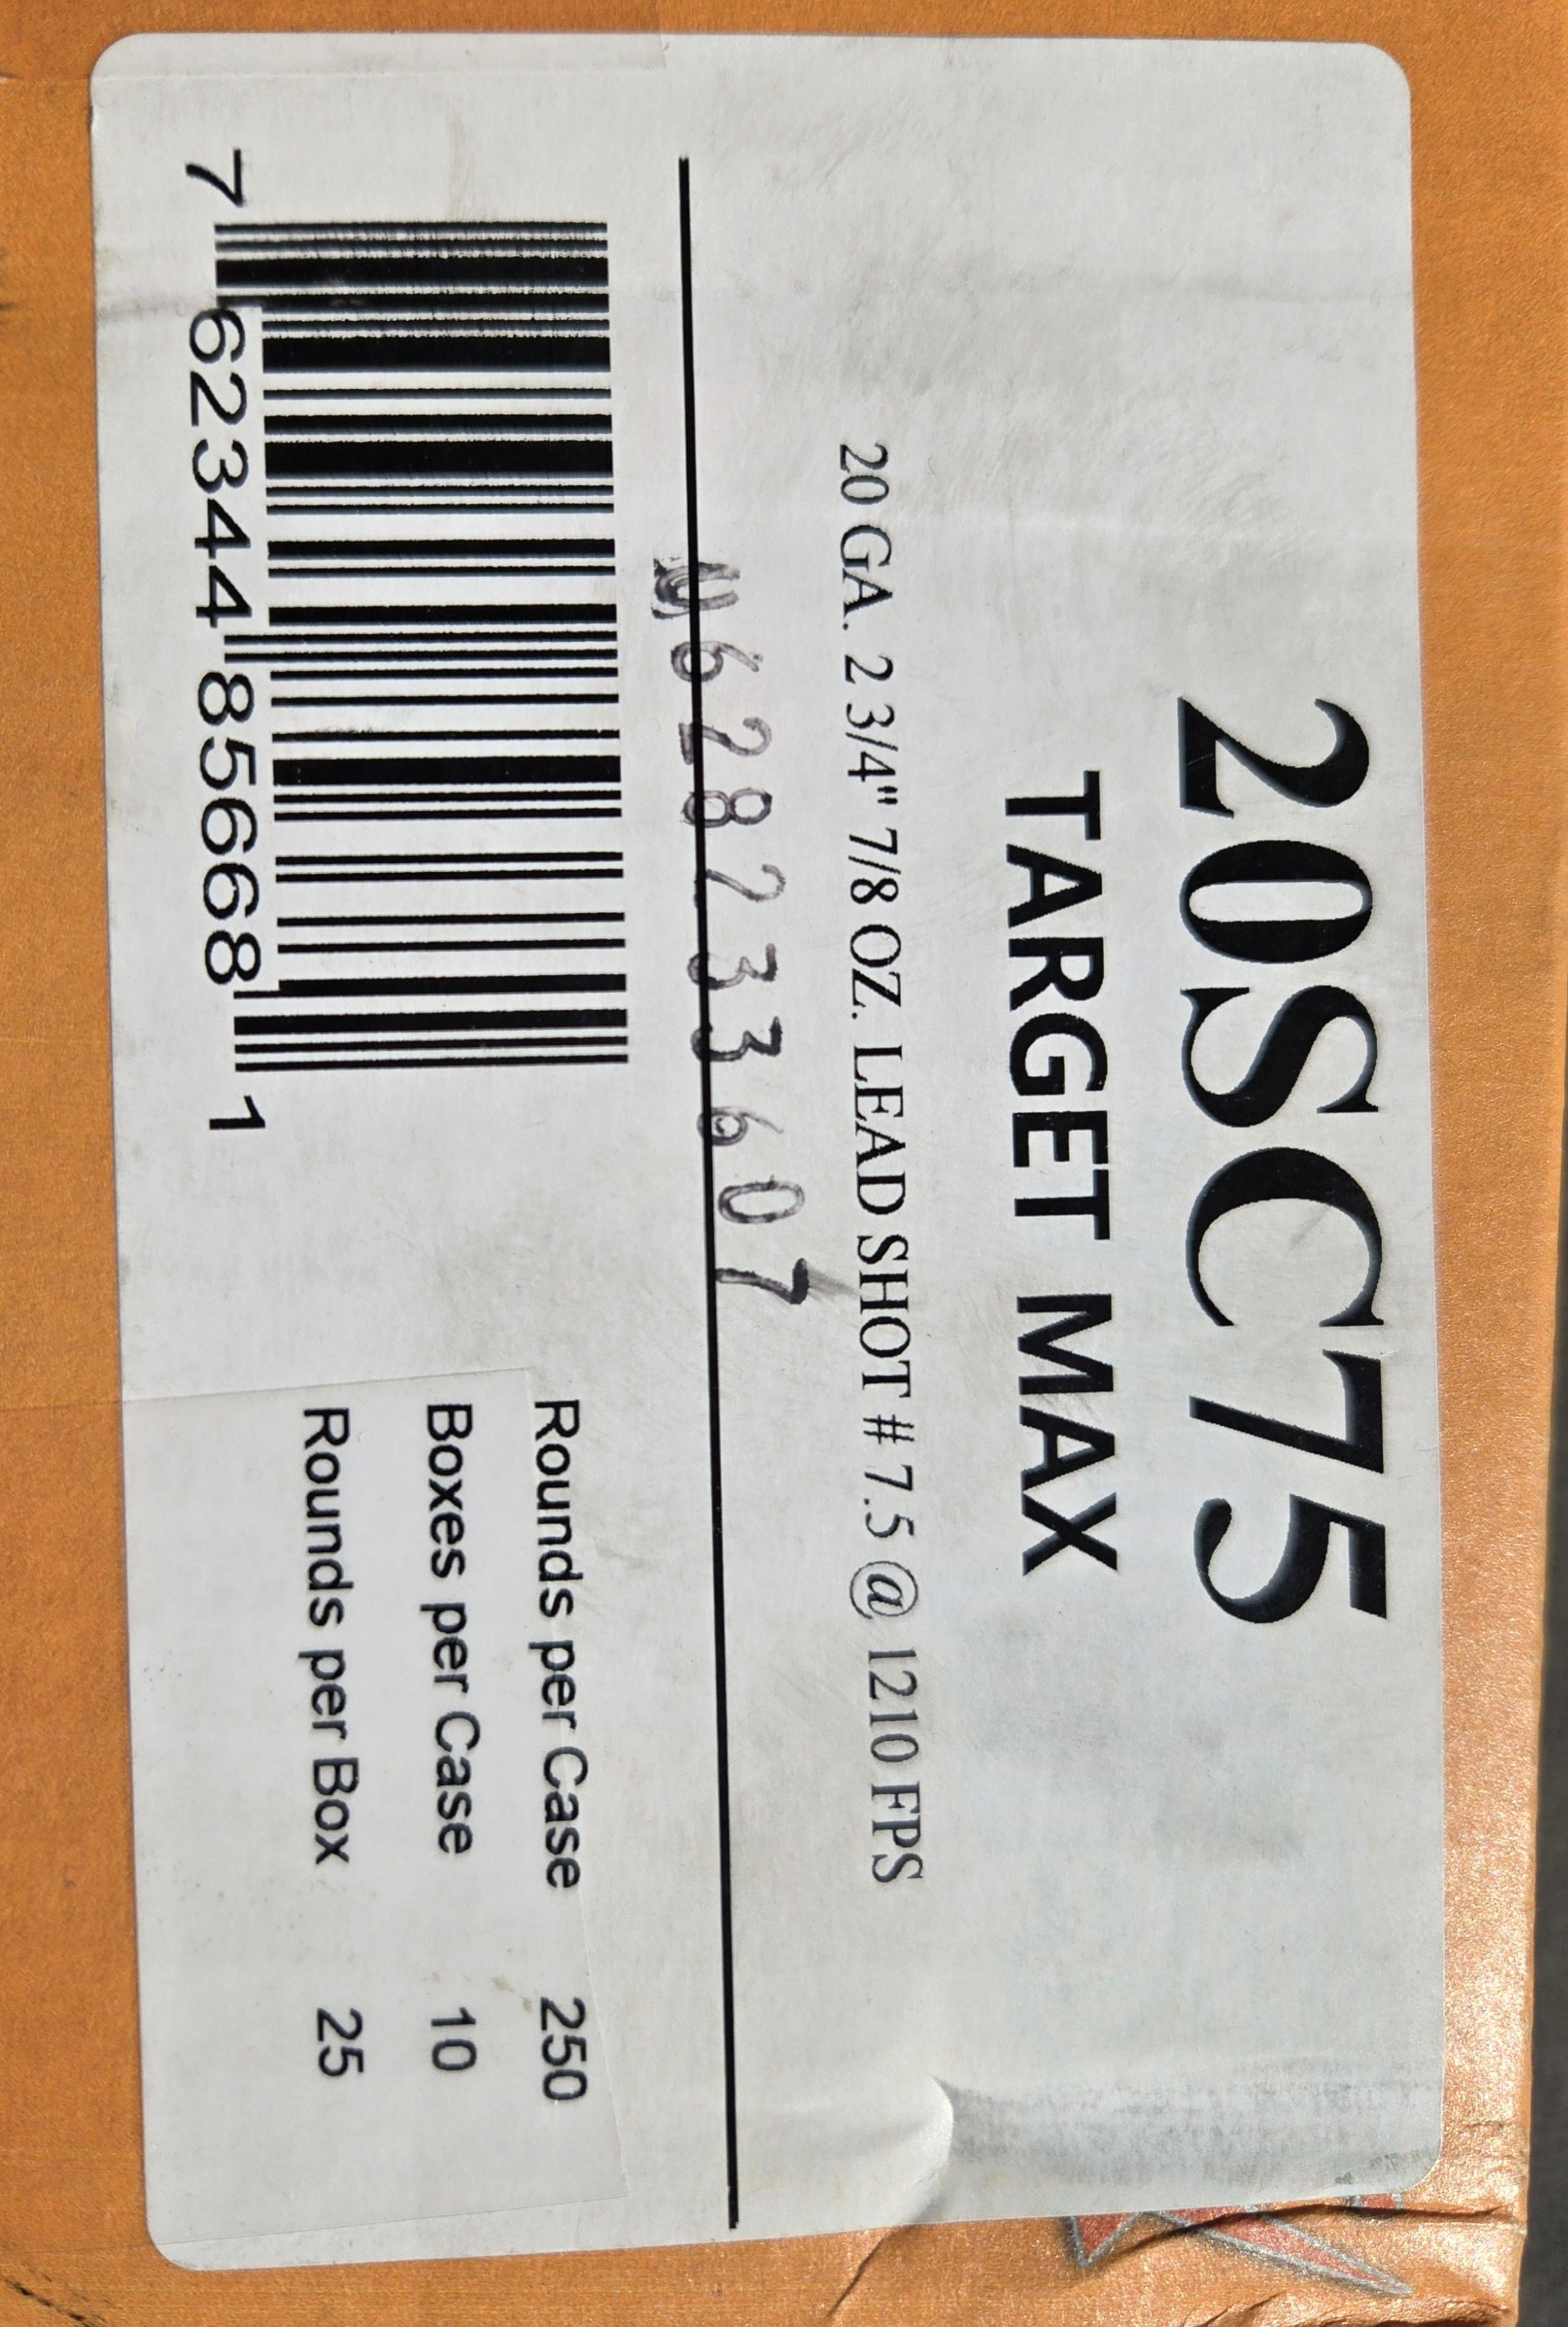 20SC75
TARGET MAX
20 GA. 2 3/4" 7/8 OZ. LEAD SHOT # 7.5 @ 1210 FPS
7 62344 85668 1
Rounds per Case 250
Boxes per Case 10
Rounds per Box 25